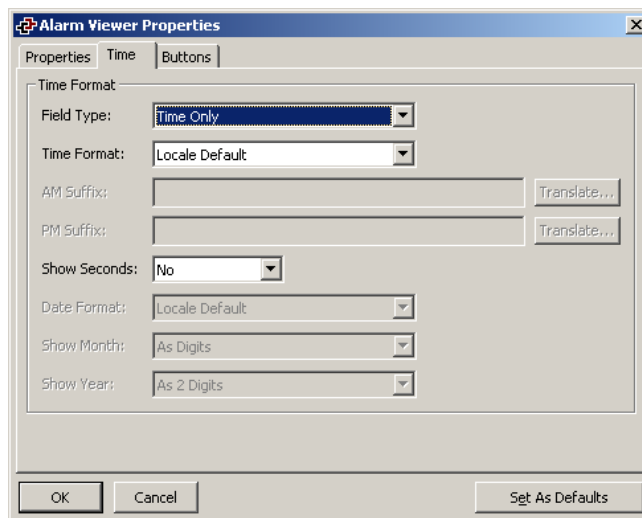 Alarm Viewer Properties
Properties Time Buttons
Time Format
Field Type: Time Only
Time Format: Locale Default
AM Suffix: Translate...
PM Suffix: Translate...
Show Seconds: No
Date Format: Locale Default
Show Month: As Digits
Show Year: As 2 Digits
OK Cancel Set As Defaults